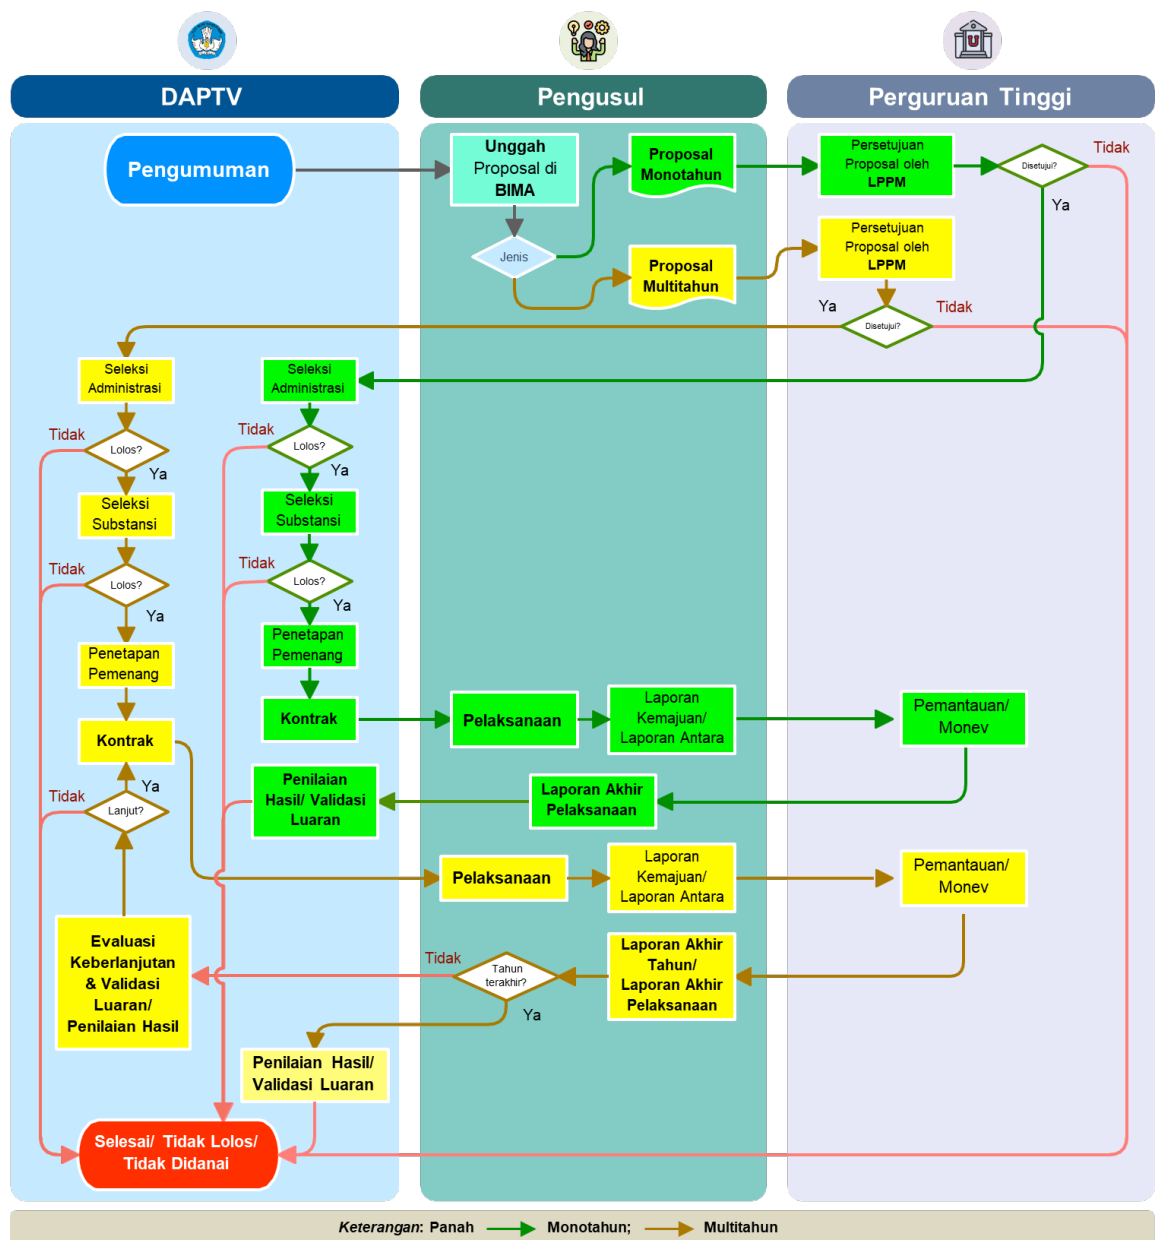 DAPTV
Pengusul
Perguruan Tinggi
Pengumuman
Unggah
Proposal di
BIMA
Jenis
Proposal
Monotahun
Proposal
Multitahun
Persetujuan
Proposal oleh
LPPM
Disetujui?
Tidak
Ya
Persetujuan
Proposal oleh
LPPM
Disetujui?
Ya
Tidak
Seleksi
Administrasi
Lolos?
Tidak
Ya
Seleksi
Substansi
Lolos?
Tidak
Ya
Penetapan
Pemenang
Kontrak
Seleksi
Administrasi
Lolos?
Tidak
Ya
Seleksi
Substansi
Lolos?
Tidak
Ya
Penetapan
Pemenang
Kontrak
Pelaksanaan
Laporan
Kemajuan/
Laporan Antara
Pemantauan/
Monev
Laporan Akhir
Pelaksanaan
Penilaian
Hasil/ Validasi
Luaran
Tidak
Ya
Lanjut?
Pelaksanaan
Laporan
Kemajuan/
Laporan Antara
Pemantauan/
Monev
Laporan Akhir
Tahun/
Laporan Akhir
Pelaksanaan
Tahun
terakhir?
Tidak
Ya
Evaluasi
Keberlanjutan
& Validasi
Luaran/
Penilaian Hasil
Penilaian Hasil/
Validasi Luaran
Selesai/ Tidak Lolos/
Tidak Didanai
Keterangan: Panah Monotahun; Multitahun